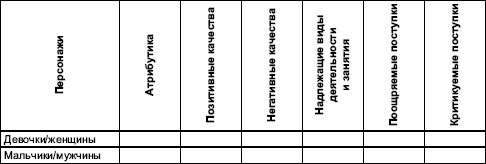 Персонажи
Атрибутика
Позитивные качества
Негативные качества
Надлежащие виды
деятельности
и занятия
Поощряемые поступки
Критикуемые поступки
Девочки/женщины
Мальчики/мужчины